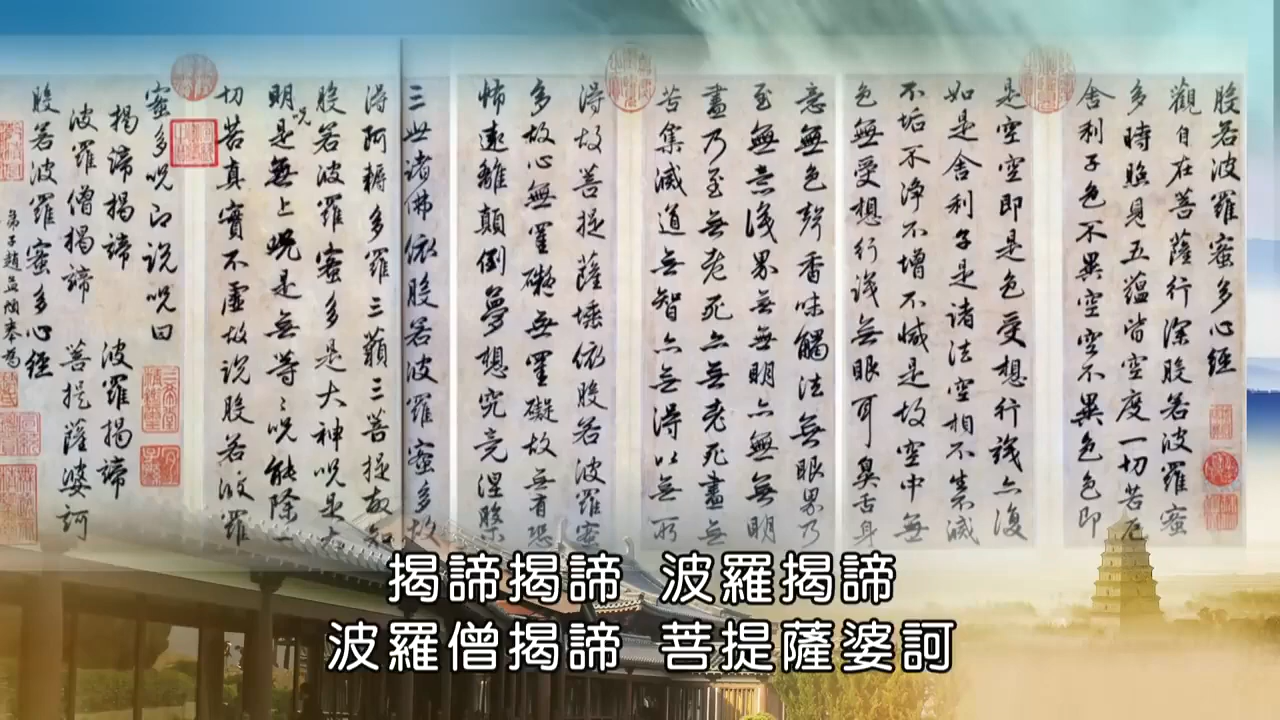 般若波羅蜜多心經
觀自在菩薩行深般若波羅蜜
多時照見五蘊皆空度一切苦厄
舍利子色不異空空不異色色即
是空空即是色受想行識亦復
如是舍利子是諸法空相不生滅
不垢不淨不增不減是故空中無
色無受想行識無眼耳鼻舌身
意無色聲香味觸法無眼界乃
至無意識界無無明亦無無明
盡乃至無老死亦無老死盡無
苦集滅道無智亦無得以無所
得故菩提薩埵依般若波羅蜜
多故心無罣礙無罣礙故無有恐
怖遠離顛倒夢想究竟涅槃
三世諸佛依般若波羅蜜多故
得阿耨多羅三藐三菩提故知
般若波羅蜜多是大神咒是大
明咒是無上咒是無等〻咒能除一
切苦真實不虛故說般若波羅
蜜多咒即說咒曰
揭諦揭諦 波羅揭諦
波羅僧揭諦 菩提薩婆訶
般若波羅蜜多心經
弟子趙孟頫奉為
揭諦揭諦 波羅揭諦
波羅僧揭諦 菩提薩婆訶